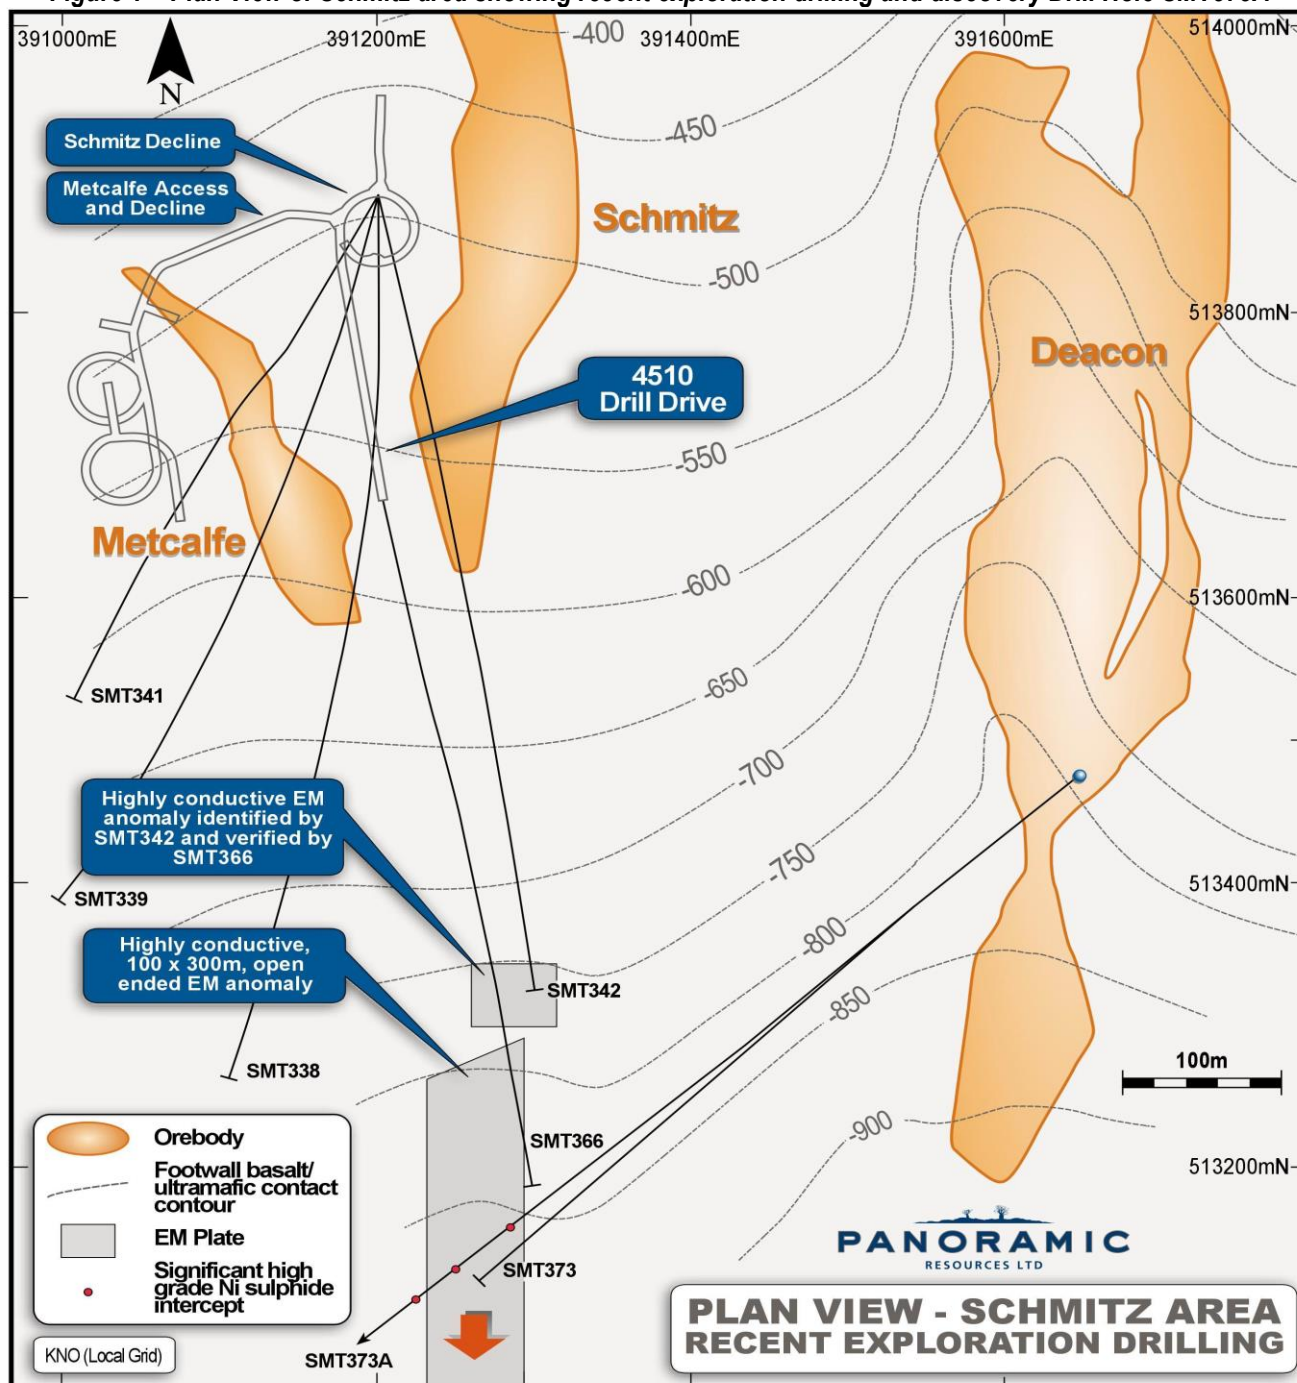 391000mE
391200mE
391400mE
391600mE
514000mN
-400
N
Schmitz Decline
-450
Metcalfe Access
and Decline
Schmitz
-500
513800mN
Deacon
4510
Drill Drive
-550
Metcalfe
-600
513600mN
-650
SMT341
-700
Highly conductive EM
anomaly identified by
SMT342 and verified by
SMT366
-750
513400mN
SMT339
-800
Highly conductive,
100 x 300m, open
ended EM anomaly
SMT342
-850
100m
SMT338
-900
SMT366
513200mN
Orebody
Footwall basalt/
ultramafic contact
contour
EM Plate
Significant high
grade Ni sulphide
intercept
KNO (Local Grid)
SMT373
SMT373A
PANORAMIC
RESOURCES LTD
PLAN VIEW - SCHMITZ AREA
RECENT EXPLORATION DRILLING